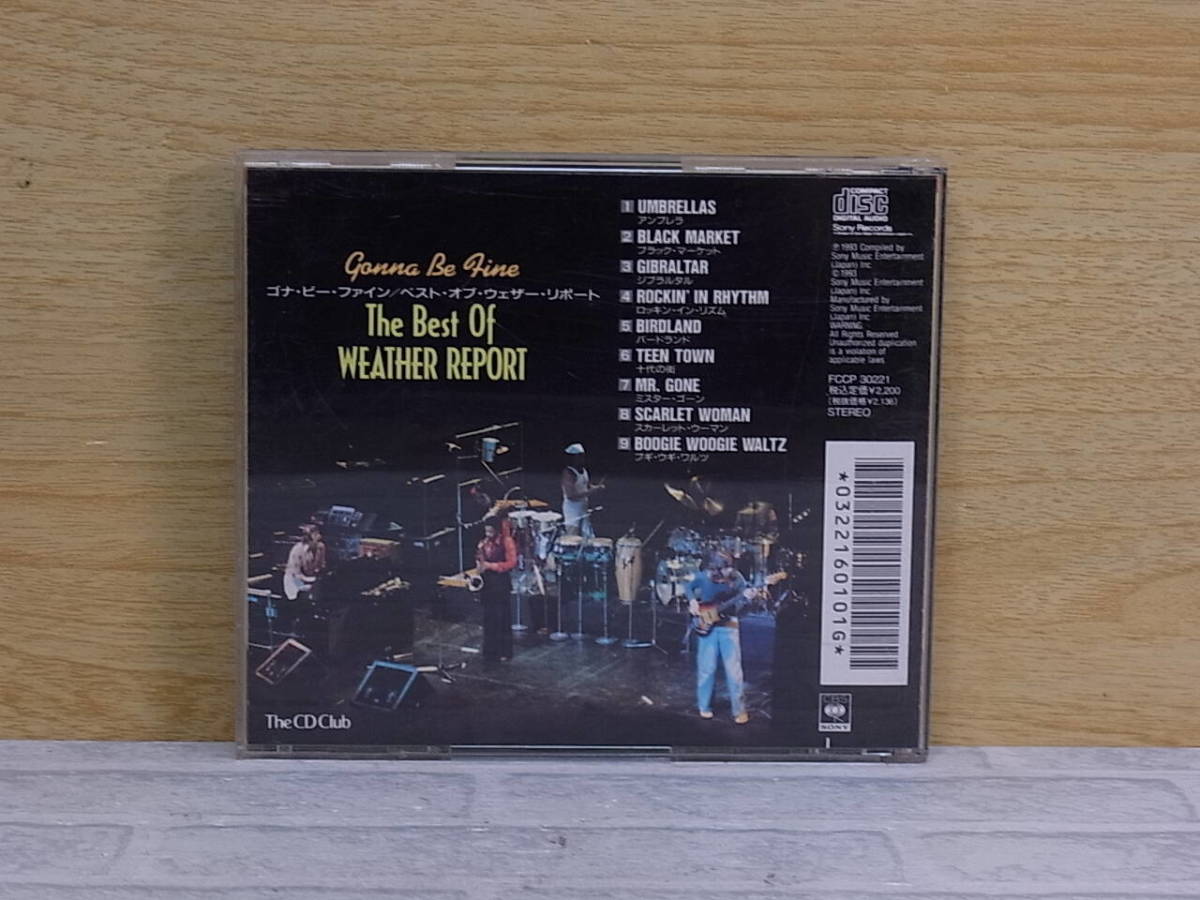 Gonna Be Fine
ゴナ・ビー・ファイン/ベスト・オブ・ウェザー・リポート
The Best Of
WEATHER REPORT
1 UMBRELLAS
アンブレラ
2 BLACK MARKET
ブラック・マーケット
3 GIBRALTAR
ジブラルタル
4 ROCKIN' IN RHYTHM
ロッキン・イン・リズム
5 BIRDLAND
バードランド
6 TEEN TOWN
十代の街
7 MR. GONE
ミスター・ゴーン
8 SCARLET WOMAN
スカーレット・ウーマン
9 BOOGIE WOOGIE WALTZ
ブギ・ウギ・ワルツ
COMPACT
disc
DIGITAL AUDIO
Sony Records
℗ 1993 Compiled by
Sony Music Entertainment
(Japan) Inc
© 1993
Sony Music Entertainment
(Japan) Inc
Manufactured by
Sony Music Entertainment
(Japan) Inc
WARNING:
All Rights Reserved
Unauthorized duplication
is a violation of
applicable laws
FCCP 30221
税込定価¥2,200
(税抜価格¥2,136)
STEREO
*0322160101G*
The CD Club
CBS
SONY